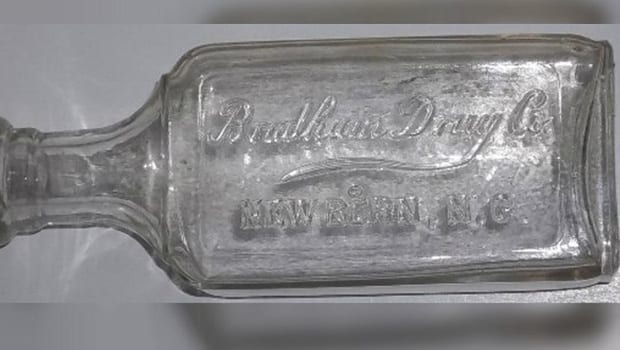 Bradham Drug Co.
NEW BERN, N.C.